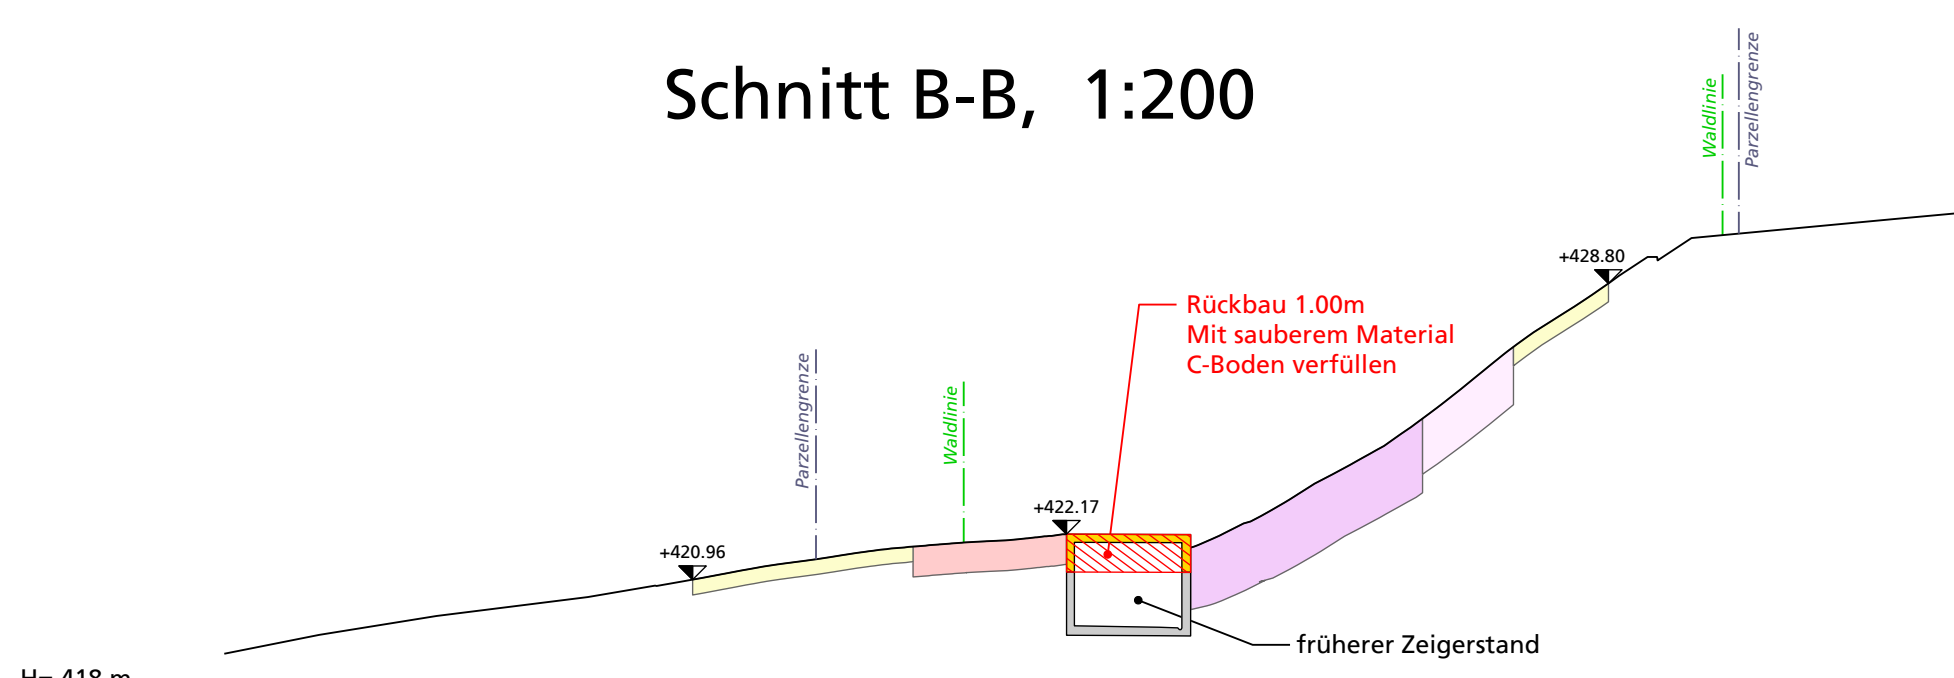 Schnitt B-B, 1:200
Waldlinie
Parzellengrenze
+428.80
Rückbau 1.00m
Mit sauberem Material
C-Boden verfüllen
Parzellengrenze
Waldlinie
+422.17
+420.96
früherer Zeigerstand
H= 418 m